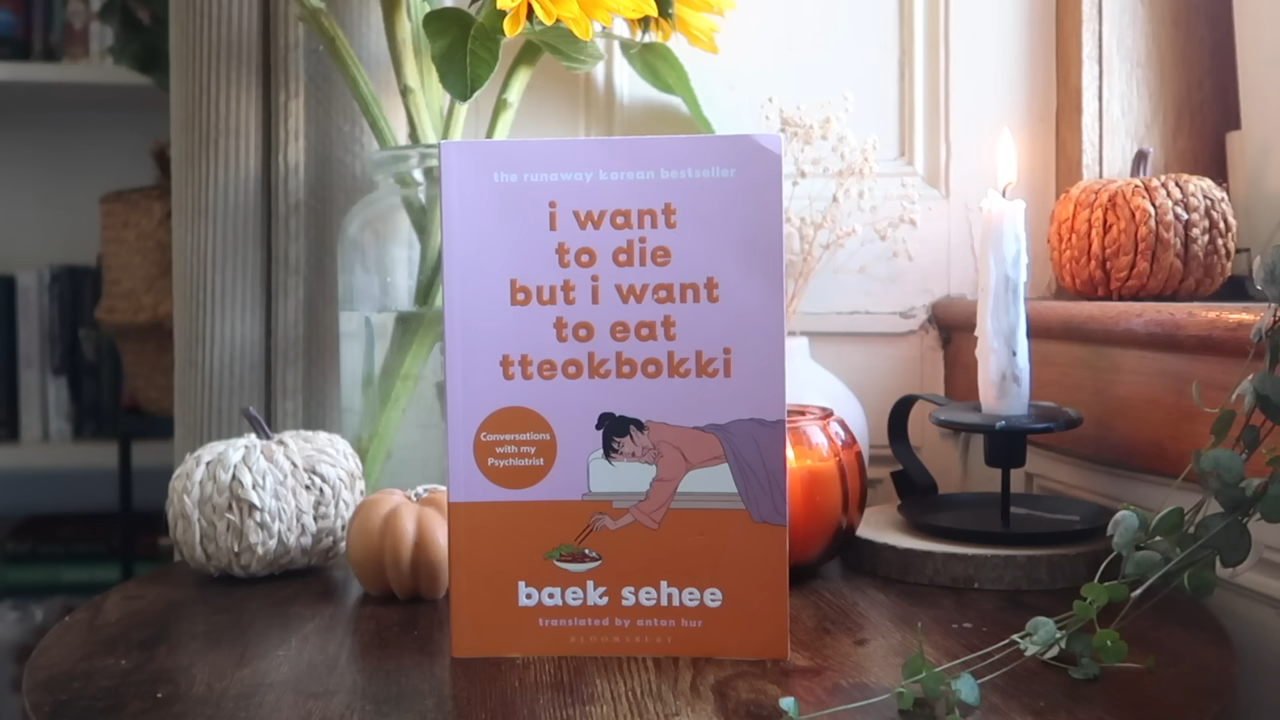 the runaway korean bestseller
i want
to die
but i want
to eat
tteokbokki
Conversations
with my
Psychiatrist
baek sehee
translated by anton hur
BLOOMSBURY